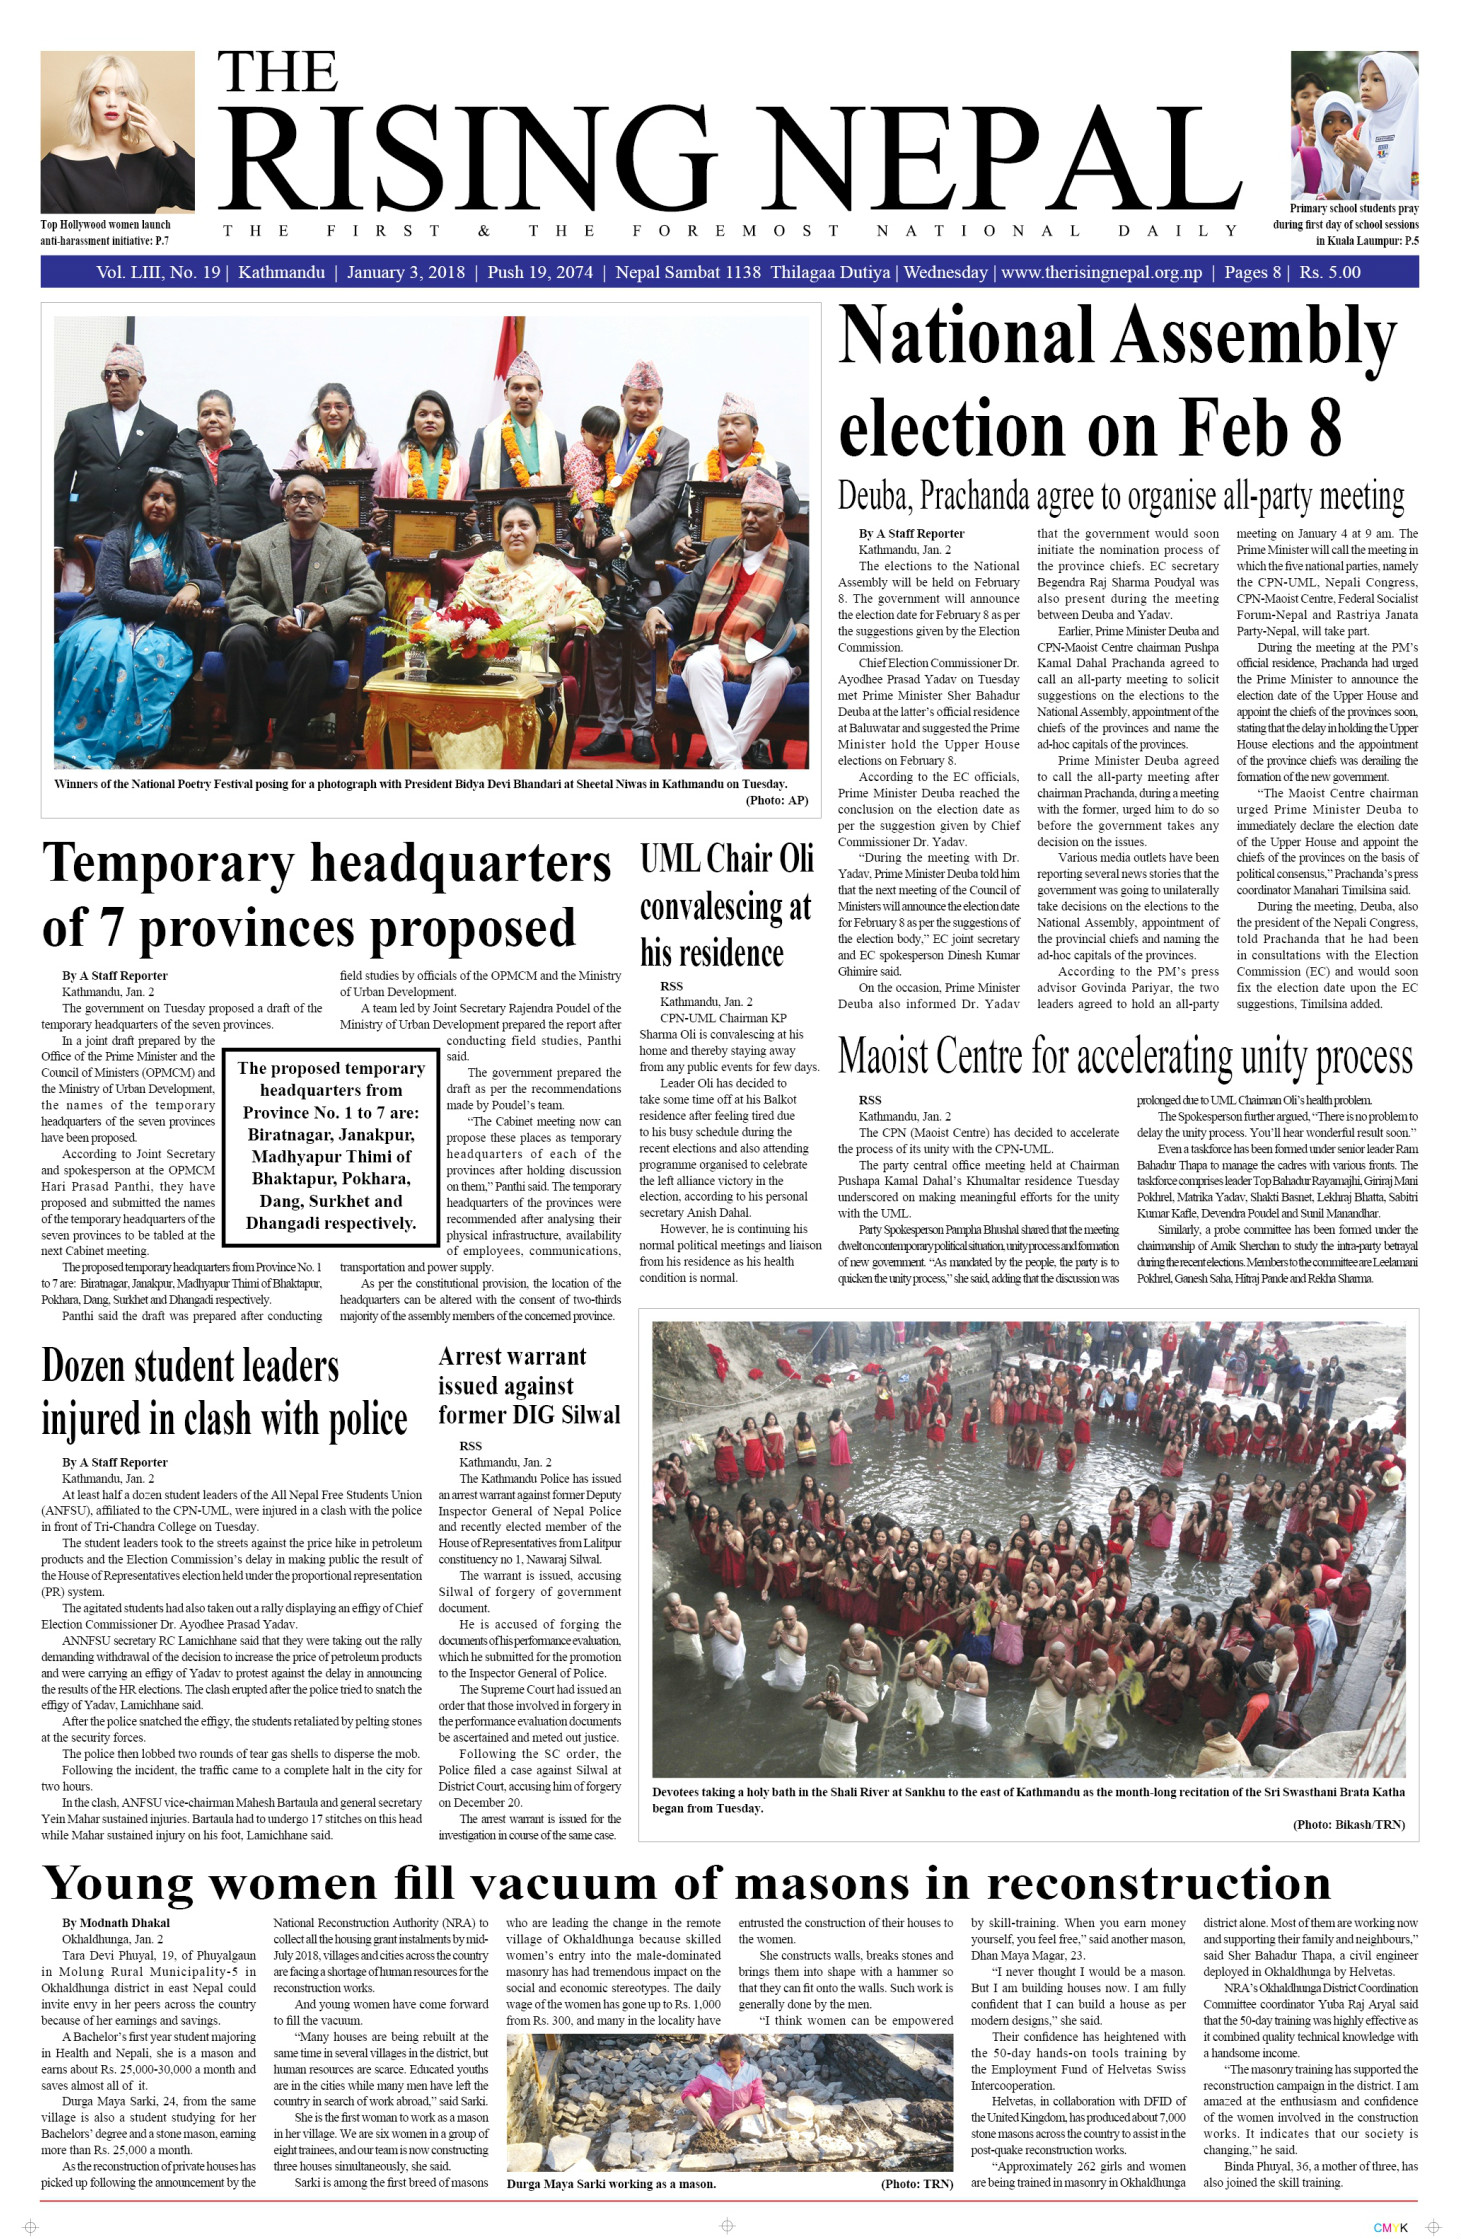 THE
RISING NEPAL
THE FIRST & THE FOREMOST NATIONAL DAILY
Top Hollywood women launch
anti-harassment initiative: P.7
Primary school students pray
during first day of school sessions
in Kuala Laumpur: P.5
Vol. LIII, No. 19 | Kathmandu | January 3, 2018 | Push 19, 2074 | Nepal Sambat 1138 Thilagaa Dutiya | Wednesday | www.therisingnepal.org.np | Pages 8 | Rs. 5.00
Winners of the National Poetry Festival posing for a photograph with President Bidya Devi Bhandari at Sheetal Niwas in Kathmandu on Tuesday.
(Photo: AP)
National Assembly
election on Feb 8
Deuba, Prachanda agree to organise all-party meeting
By A Staff Reporter
Kathmandu, Jan. 2
The elections to the National
Assembly will be held on February
8. The government will announce
the election date for February 8 as per
the suggestions given by the Election
Commission.
Chief Election Commissioner Dr.
Ayodhee Prasad Yadav on Tuesday
met Prime Minister Sher Bahadur
Deuba at the latter's official residence
at Baluwatar and suggested the Prime
Minister hold the Upper House
elections on February 8.
According to the EC officials,
Prime Minister Deuba reached the
conclusion on the election date as
per the suggestion given by Chief
Commissioner Dr. Yadav.
“During the meeting with Dr.
Yadav, Prime Minister Deuba told him
that the next meeting of the Council of
Ministers will announce the election date
for February 8 as per the suggestions of
the election body,” EC joint secretary
and EC spokesperson Dinesh Kumar
Ghimire said.
On the occasion, Prime Minister
Deuba also informed Dr. Yadav
that the government would soon
initiate the nomination process of
the province chiefs. EC secretary
Begendra Raj Sharma Poudyal was
also present during the meeting
between Deuba and Yadav.
Earlier, Prime Minister Deuba and
CPN-Maoist Centre chairman Pushpa
Kamal Dahal Prachanda agreed to
call an all-party meeting to solicit
suggestions on the elections to the
National Assembly, appointment of the
chiefs of the provinces and name the
ad-hoc capitals of the provinces.
Prime Minister Deuba agreed
to call the all-party meeting after
chairman Prachanda, during a meeting
with the former, urged him to do so
before the government takes any
decision on the issues.
Various media outlets have been
reporting several news stories that the
government was going to unilaterally
take decisions on the elections to the
National Assembly, appointment of
the provincial chiefs and naming the
ad-hoc capitals of the provinces.
According to the PM's press
advisor Govinda Pariyar, the two
leaders agreed to hold an all-party
meeting on January 4 at 9 am. The
Prime Minister will call the meeting in
which the five national parties, namely
the CPN-UML, Nepali Congress,
CPN-Maoist Centre, Federal Socialist
Forum-Nepal and Rastriya Janata
Party-Nepal, will take part.
During the meeting at the PM's
official residence, Prachanda had urged
the Prime Minister to announce the
election date of the Upper House and
appoint the chiefs of the provinces soon,
stating that the delay in holding the Upper
House elections and the appointment
of the province chiefs was derailing the
formation of the new government.
“The Maoist Centre chairman
urged Prime Minister Deuba to
immediately declare the election date
of the Upper House and appoint the
chiefs of the provinces on the basis of
political consensus,” Prachanda's press
coordinator Manahari Timilsina said.
During the meeting, Deuba, also
the president of the Nepali Congress,
told Prachanda that he had been
in consultations with the Election
Commission (EC) and would soon
fix the election date upon the EC
suggestions, Timilsina added.
Temporary headquarters
of 7 provinces proposed
By A Staff Reporter
Kathmandu, Jan. 2
The government on Tuesday proposed a draft of the
temporary headquarters of the seven provinces.
In a joint draft prepared by the
Office of the Prime Minister and the
Council of Ministers (OPMCM) and
the Ministry of Urban Development,
the names of the temporary
headquarters of the seven provinces
have been proposed.
According to Joint Secretary
and spokesperson at the OPMCM
Hari Prasad Panthi, they have
proposed and submitted the names
of the temporary headquarters of the
seven provinces to be tabled at the
next Cabinet meeting.
The proposed temporary headquarters from Province No. 1
to 7 are: Biratnagar, Janakpur, Madhyapur Thimi of Bhaktapur,
Pokhara, Dang, Surkhet and Dhangadi respectively.
Panthi said the draft was prepared after conducting
The proposed temporary
headquarters from
Province No. 1 to 7 are:
Biratnagar, Janakpur,
Madhyapur Thimi of
Bhaktapur, Pokhara,
Dang, Surkhet and
Dhangadi respectively.
field studies by officials of the OPMCM and the Ministry
of Urban Development.
A team led by Joint Secretary Rajendra Poudel of the
Ministry of Urban Development prepared the report after
conducting field studies, Panthi
said.
The government prepared the
draft as per the recommendations
made by Poudel's team.
“The Cabinet meeting now can
propose these places as temporary
headquarters of each of the
provinces after holding discussion
on them,” Panthi said. The temporary
headquarters of the provinces were
recommended after analysing their
physical infrastructure, availability
of employees, communications,
transportation and power supply.
As per the constitutional provision, the location of the
headquarters can be altered with the consent of two-thirds
majority of the assembly members of the concerned province.
UML Chair Oli
convalescing at
his residence
RSS
Kathmandu, Jan. 2
CPN-UML Chairman KP
Sharma Oli is convalescing at his
home and thereby staying away
from any public events for few days.
Leader Oli has decided to
take some time off at his Balkot
residence after feeling tired due
to his busy schedule during the
recent elections and also attending
programme organised to celebrate
the left alliance victory in the
election, according to his personal
secretary Anish Dahal.
However, he is continuing his
normal political meetings and liaison
from his residence as his health
condition is normal.
Maoist Centre for accelerating unity process
RSS
Kathmandu, Jan. 2
The CPN (Maoist Centre) has decided to accelerate
the process of its unity with the CPN-UML.
The party central office meeting held at Chairman
Pushapa Kamal Dahal's Khumaltar residence Tuesday
underscored on making meaningful efforts for the unity
with the UML.
Party Spokesperson Pampha Bhushal shared that the meeting
dwelt on contemporary political situation, unity process and formation
of new government. “As mandated by the people, the party is to
quicken the unity process,” she said, adding that the discussion was
prolonged due to UML Chairman Oli's health problem.
The Spokesperson further argued, “There is no problem to
delay the unity process. You'll hear wonderful result soon.”
Even a taskforce has been formed under senior leader Ram
Bahadur Thapa to manage the cadres with various fronts. The
taskforce comprises leader Top Bahadur Rayamajhi, Giriraj Mani
Pokhrel, Matrika Yadav, Shakti Basnet, Lekhraj Bhatta, Sabitri
Kumar Kafle, Devendra Poudel and Sunil Manandhar.
Similarly, a probe committee has been formed under the
chairmanship of Amik Sherchan to study the intra-party betrayal
during the recent elections. Members to the committee are Leelamani
Pokhrel, Ganesh Saha, Hitraj Pande and Rekha Sharma.
Dozen student leaders
injured in clash with police
By A Staff Reporter
Kathmandu, Jan. 2
At least half a dozen student leaders of the All Nepal Free Students Union
(ANFSU), affiliated to the CPN-UML, were injured in a clash with the police
in front of Tri-Chandra College on Tuesday.
The student leaders took to the streets against the price hike in petroleum
products and the Election Commission's delay in making public the result of
the House of Representatives election held under the proportional representation
(PR) system.
The agitated students had also taken out a rally displaying an effigy of Chief
Election Commissioner Dr. Ayodhee Prasad Yadav.
ANNFSU secretary RC Lamichhane said that they were taking out the rally
demanding withdrawal of the decision to increase the price of petroleum products
and were carrying an effigy of Yadav to protest against the delay in announcing
the results of the HR elections. The clash erupted after the police tried to snatch the
effigy of Yadav, Lamichhane said.
After the police snatched the effigy, the students retaliated by pelting stones
at the security forces.
The police then lobbed two rounds of tear gas shells to disperse the mob.
Following the incident, the traffic came to a complete halt in the city for
two hours.
In the clash, ANFSU vice-chairman Mahesh Bartaula and general secretary
Yein Mahar sustained injuries. Bartaula had to undergo 17 stitches on this head
while Mahar sustained injury on his foot, Lamichhane said.
Arrest warrant
issued against
former DIG Silwal
RSS
Kathmandu, Jan. 2
The Kathmandu Police has issued
an arrest warrant against former Deputy
Inspector General of Nepal Police
and recently elected member of the
House of Representatives from Lalitpur
constituency no 1, Nawaraj Silwal.
The warrant is issued, accusing
Silwal of forgery of government
document.
He is accused of forging the
documents of his performance evaluation,
which he submitted for the promotion
to the Inspector General of Police.
The Supreme Court had issued an
order that those involved in forgery in
the performance evaluation documents
be ascertained and meted out justice.
Following the SC order, the
Police filed a case against Silwal at
District Court, accusing him of forgery
on December 20.
The arrest warrant is issued for the
investigation in course of the same case.
Devotees taking a holy bath in the Shali River at Sankhu to the east of Kathmandu as the month-long recitation of the Sri Swasthani Brata Katha
began from Tuesday.
(Photo: Bikash/TRN)
Young women fill vacuum of masons in reconstruction
By Modnath Dhakal
Okhaldhunga, Jan. 2
Tara Devi Phuyal, 19, of Phuyalgaun
in Molung Rural Municipality-5 in
Okhaldhunga district in east Nepal could
invite envy in her peers across the country
because of her earnings and savings.
A Bachelor's first year student majoring
in Health and Nepali, she is a mason and
earns about Rs. 25,000-30,000 a month and
saves almost all of it.
Durga Maya Sarki, 24, from the same
village is also a student studying for her
Bachelors' degree and a stone mason, earning
more than Rs. 25,000 a month.
As the reconstruction of private houses has
picked up following the announcement by the
National Reconstruction Authority (NRA) to
collect all the housing grant instalments by mid-
July 2018, villages and cities across the country
are facing a shortage of human resources for the
reconstruction works.
And young women have come forward
to fill the vacuum.
“Many houses are being rebuilt at the
same time in several villages in the district, but
human resources are scarce. Educated youths
are in the cities while many men have left the
country in search of work abroad,” said Sarki.
She is the first woman to work as a mason
in her village. We are six women in a group of
eight trainees, and our team is now constructing
three houses simultaneously, she said.
Sarki is among the first breed of masons
who are leading the change in the remote
village of Okhaldhunga because skilled
women's entry into the male-dominated
masonry has had tremendous impact on the
social and economic stereotypes. The daily
wage of the women has gone up to Rs. 1,000
from Rs. 300, and many in the locality have
entrusted the construction of their houses to
the women.
She constructs walls, breaks stones and
brings them into shape with a hammer so
that they can fit onto the walls. Such work is
generally done by the men.
“I think women can be empowered
Durga Maya Sarki working as a mason.
(Photo: TRN)
by skill-training. When you earn money
yourself, you feel free,” said another mason,
Dhan Maya Magar, 23.
“I never thought I would be a mason.
But I am building houses now. I am fully
confident that I can build a house as per
modern designs,” she said.
Their confidence has heightened with
the 50-day hands-on tools training by
the Employment Fund of Helvetas Swiss
Intercooperation.
Helvetas, in collaboration with DFID of
the United Kingdom, has produced about 7,000
stone masons across the country to assist in the
post-quake reconstruction works.
“Approximately 262 girls and women
are being trained in masonry in Okhaldhunga
district alone. Most of them are working now
and supporting their family and neighbours,”
said Sher Bahadur Thapa, a civil engineer
deployed in Okhaldhunga by Helvetas.
NRA's Okhaldhunga District Coordination
Committee coordinator Yuba Raj Aryal said
that the 50-day training was highly effective as
it combined quality technical knowledge with
a handsome income.
“The masonry training has supported the
reconstruction campaign in the district. I am
amazed at the enthusiasm and confidence
of the women involved in the construction
works. It indicates that our society is
changing,” he said.
Binda Phuyal, 36, a mother of three, has
also joined the skill training.
CMYK